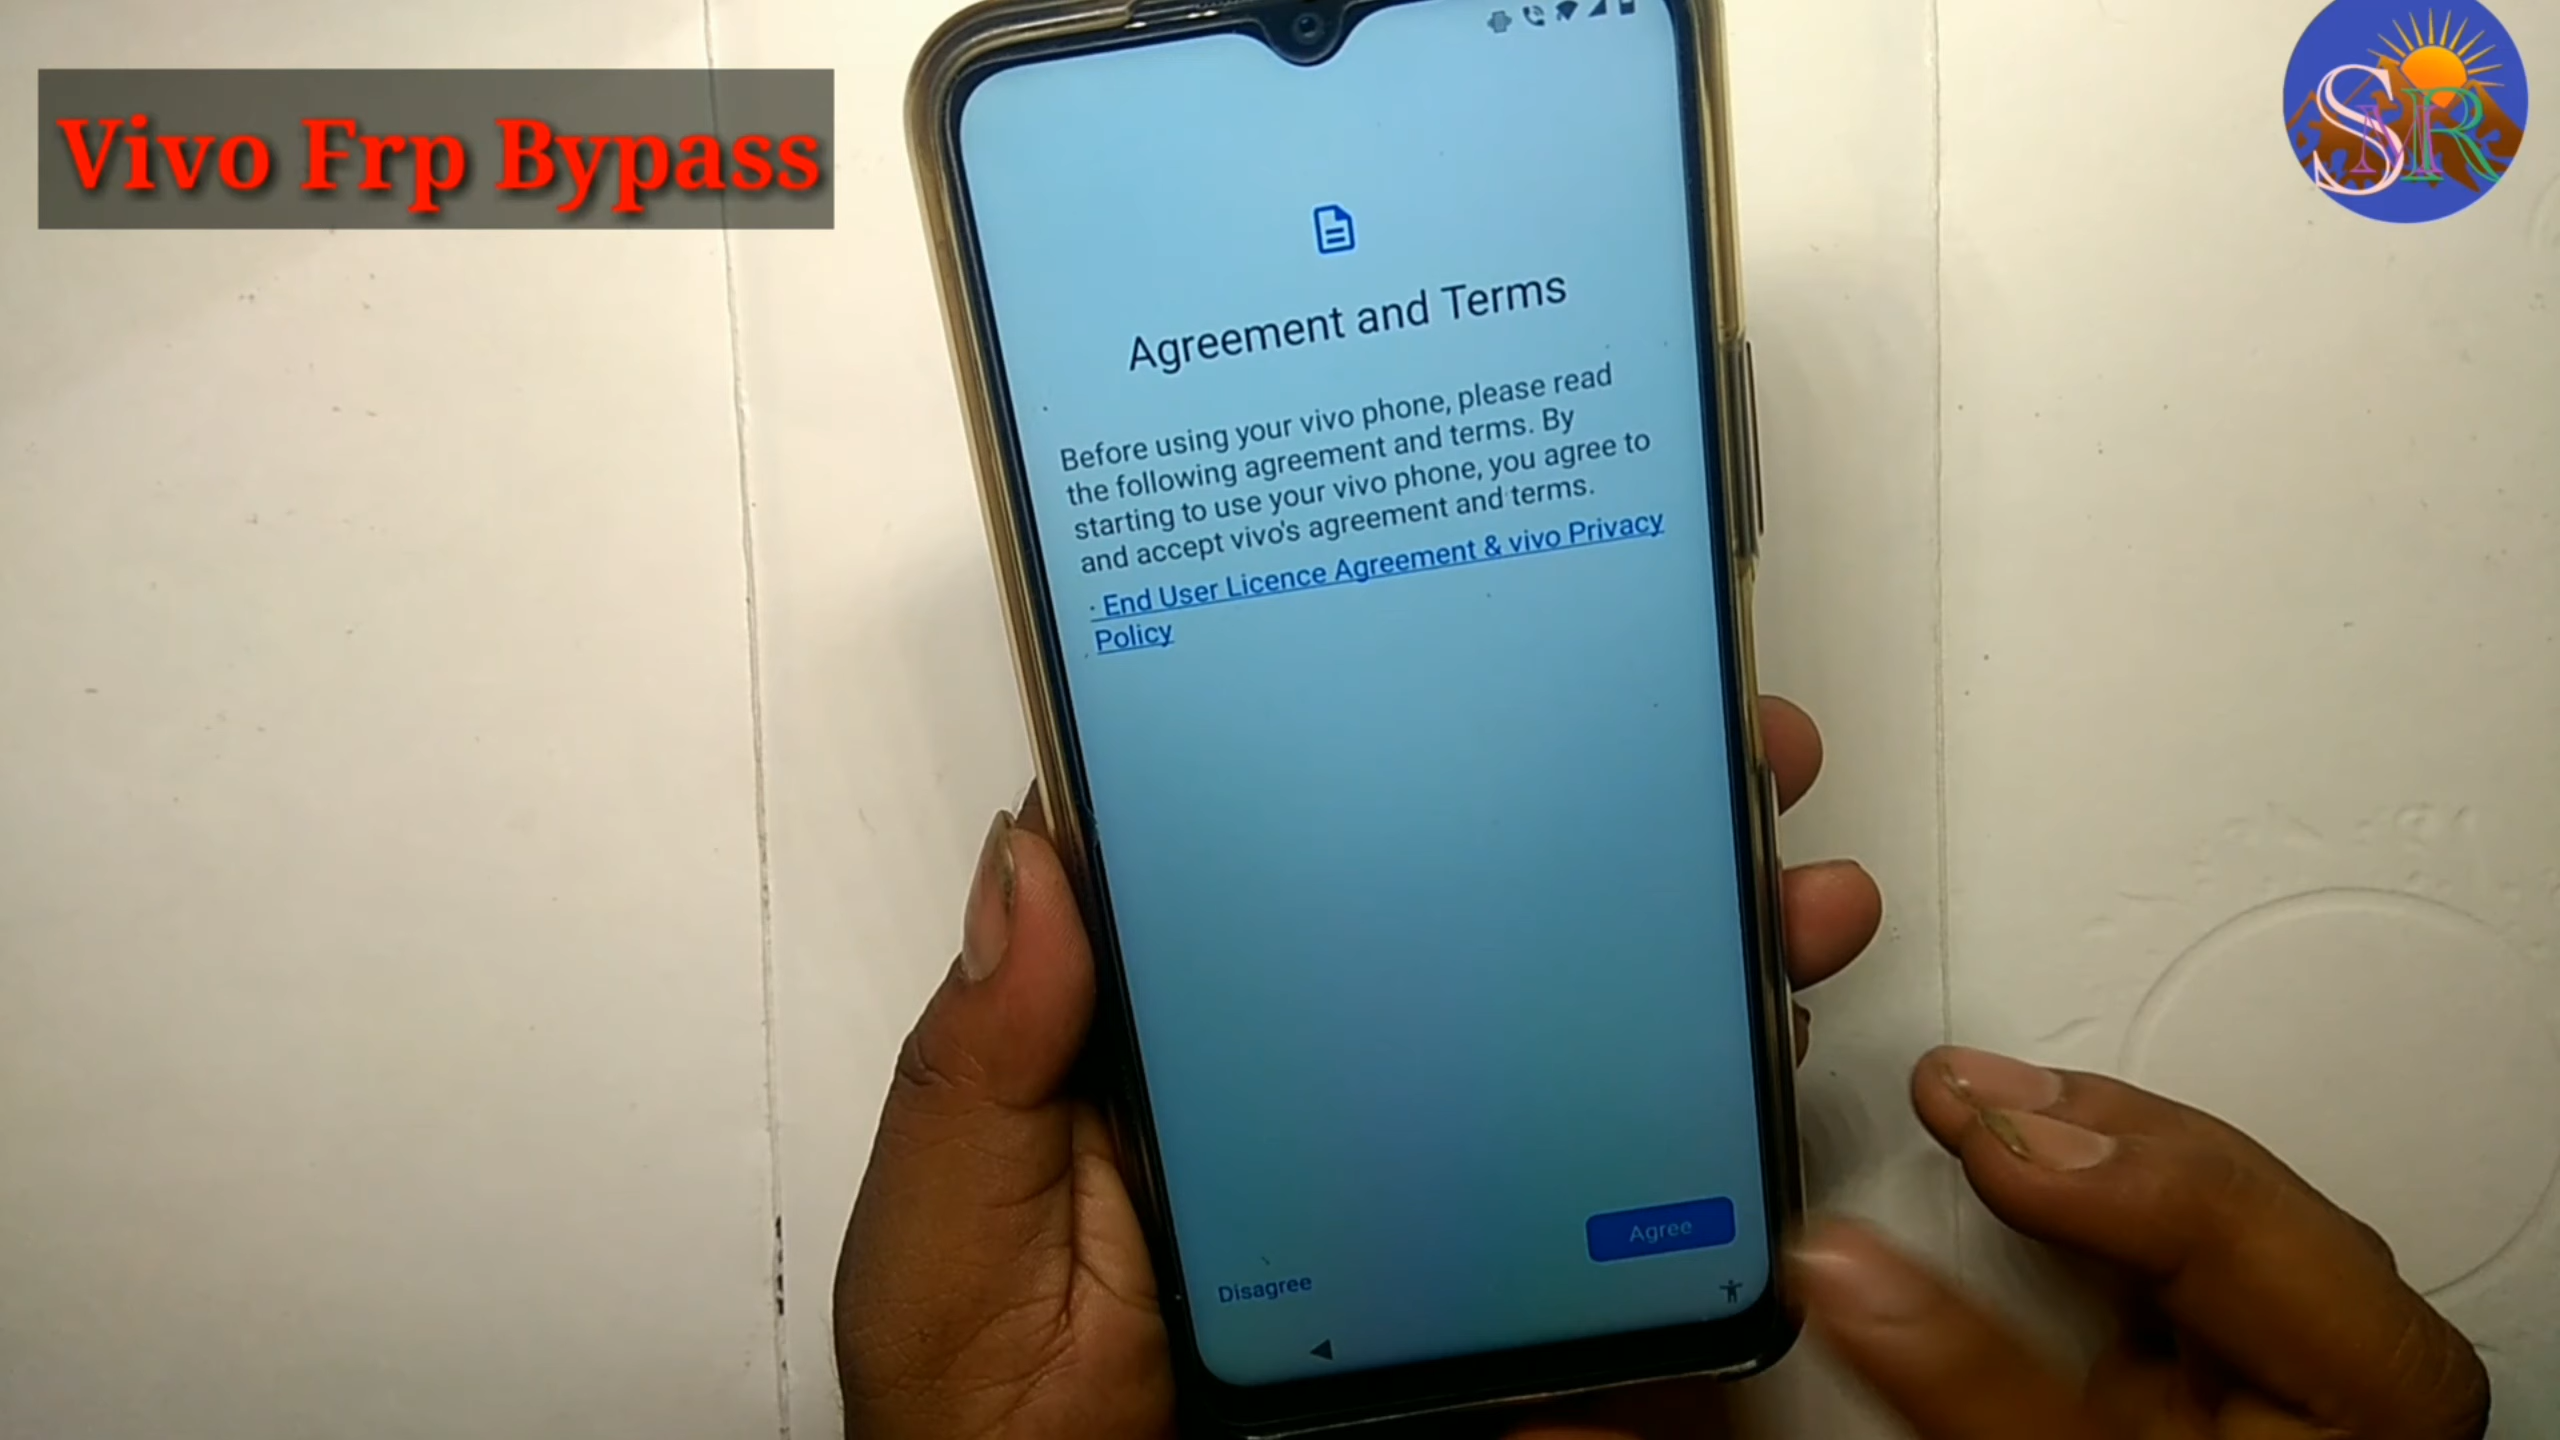 Vivo Frp Bypass
SMR
Agreement and Terms
Before using your vivo phone, please read
the following agreement and terms. By
starting to use your vivo phone, you agree to
and accept vivo's agreement and terms.
· End User Licence Agreement & vivo Privacy
Policy
Agree
Disagree